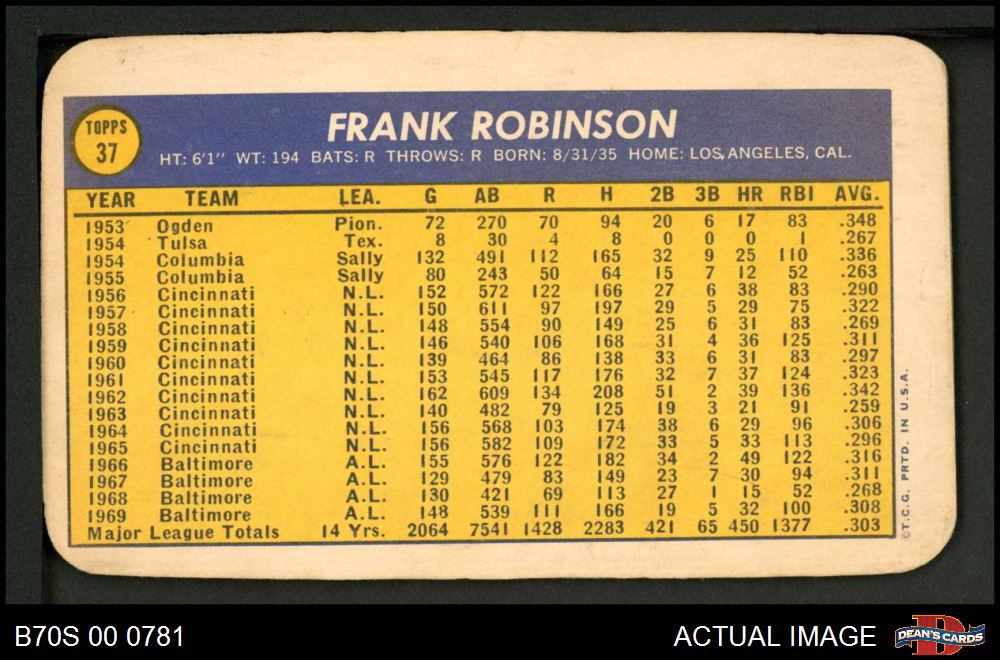 TOPPS
37
FRANK ROBINSON
HT: 6'1" WT: 194 BATS: R THROWS: R BORN: 8/31/35 HOME: LOS ANGELES, CAL.
YEAR TEAM LEA. G AB R H 2B 3B HR RBI AVG.
1953 Ogden Pion. 72 270 70 94 20 6 17 83 .348
1954 Tulsa Tex. 8 30 4 8 0 0 0 1 .267
1954 Columbia Sally 132 491 112 165 32 9 25 110 .336
1955 Columbia Sally 80 243 50 64 15 7 12 52 .263
1956 Cincinnati N.L. 152 572 122 166 27 6 38 83 .290
1957 Cincinnati N.L. 150 611 97 197 29 5 29 75 .322
1958 Cincinnati N.L. 148 554 90 149 25 6 31 83 .269
1959 Cincinnati N.L. 146 540 106 168 31 4 36 125 .311
1960 Cincinnati N.L. 139 464 86 138 33 6 31 83 .297
1961 Cincinnati N.L. 153 545 117 176 32 7 37 124 .323
1962 Cincinnati N.L. 162 609 134 208 51 2 39 136 .342
1963 Cincinnati N.L. 140 482 79 125 19 3 21 91 .259
1964 Cincinnati N.L. 156 568 103 174 38 6 29 96 .306
1965 Cincinnati N.L. 156 582 109 172 33 5 33 113 .296
1966 Baltimore A.L. 155 576 122 182 34 2 49 122 .316
1967 Baltimore A.L. 129 479 83 149 23 7 30 94 .311
1968 Baltimore A.L. 130 421 69 113 27 1 15 52 .268
1969 Baltimore A.L. 148 539 111 166 19 5 32 100 .308
Major League Totals 14 Yrs. 2064 7541 1428 2283 421 65 450 1377 .303
©T.C.G. PRTD. IN U.S.A.
B70S 00 0781
ACTUAL IMAGE
D
DEAN'S CARDS